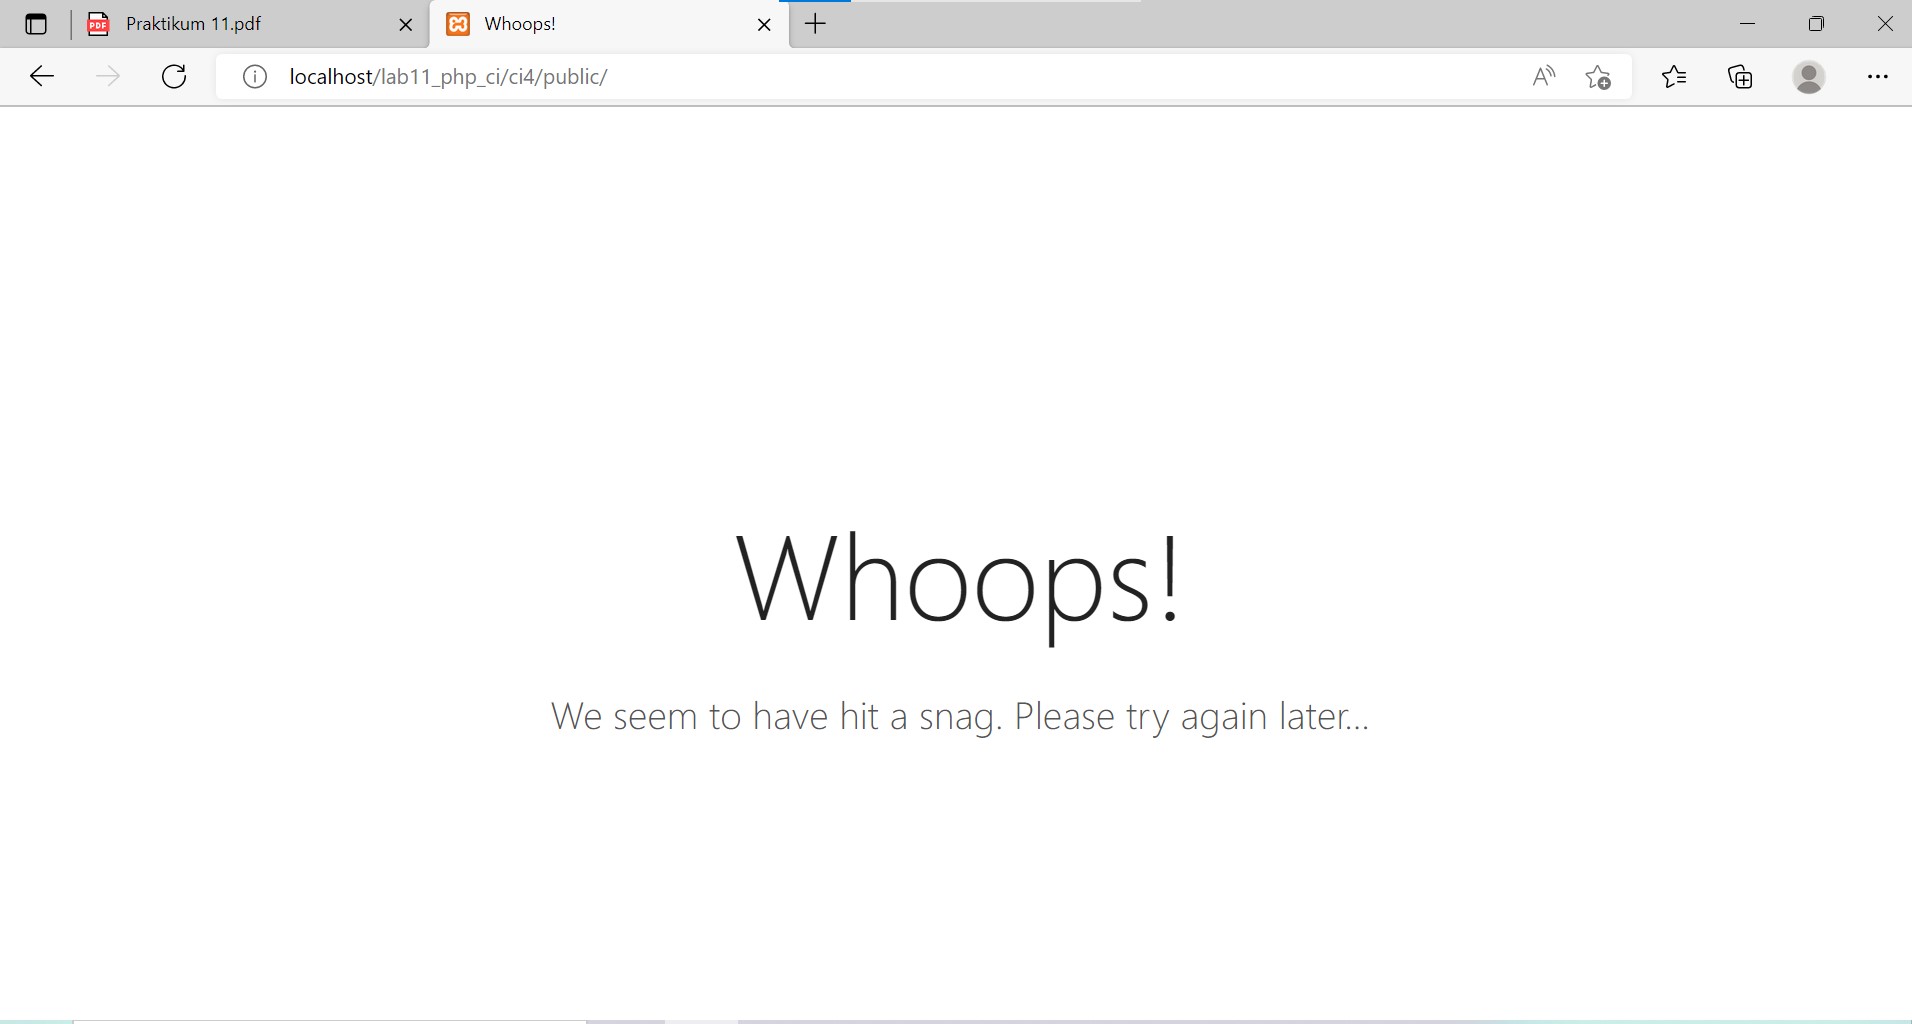 Praktikum 11.pdf
Whoops!
localhost/lab11_php_ci/ci4/public/
Whoops!
We seem to have hit a snag. Please try again later...